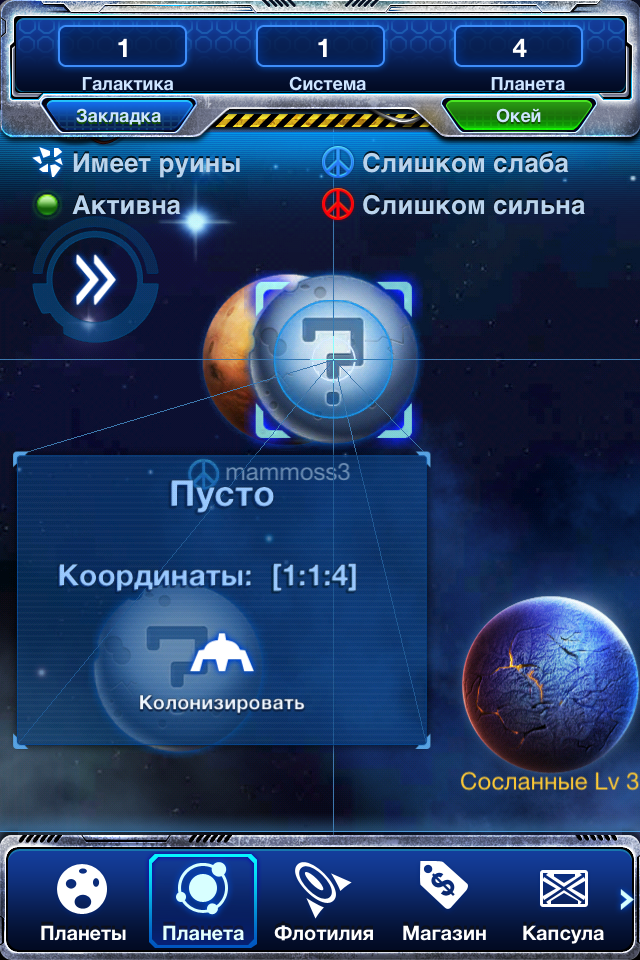 1 1 4
Галактика Система Планета
Закладка Окей
Имеет руины Слишком слаба
Активна Слишком сильна
mammoss3
Пусто
Координаты: [1:1:4]
Колонизировать
Сосланные Lv 3
Планеты Планета Флотилия Магазин Капсула